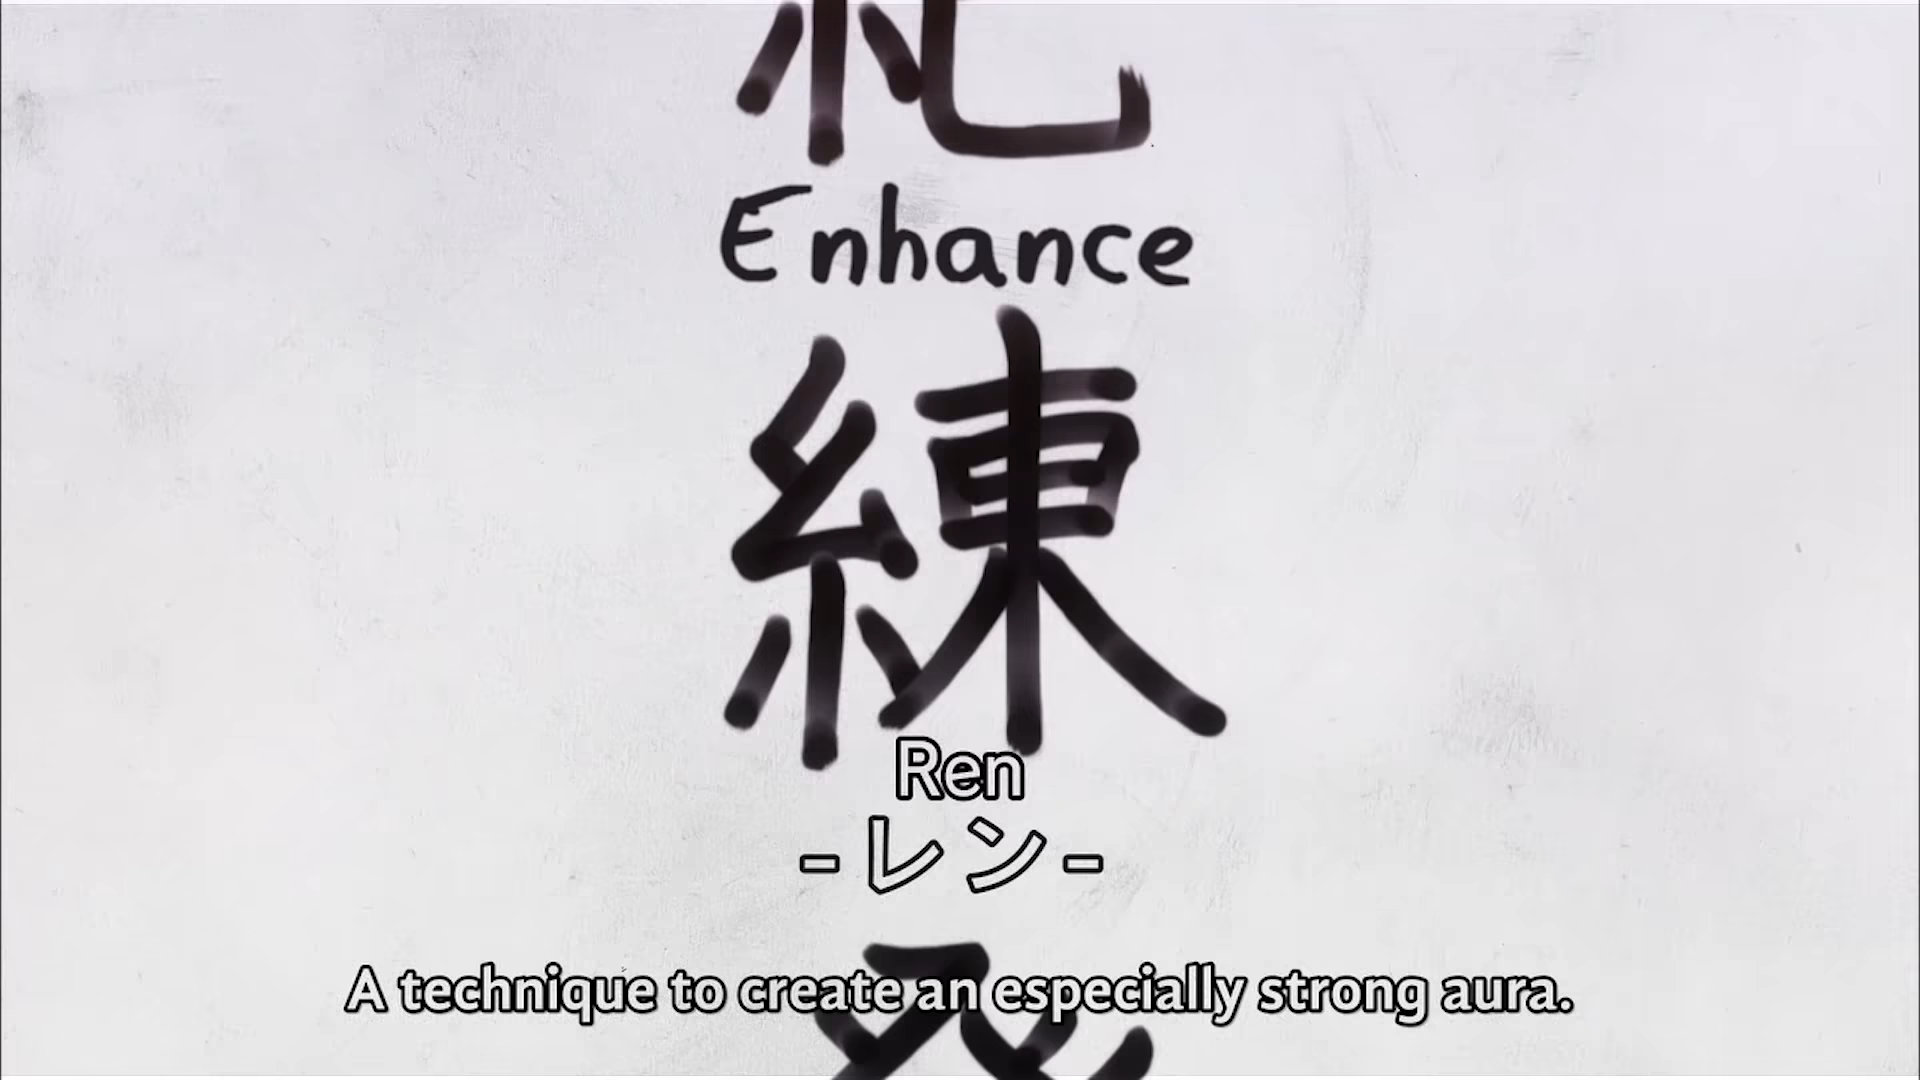 Enhance
練
Ren
-レン-
A technique to create an especially strong aura.